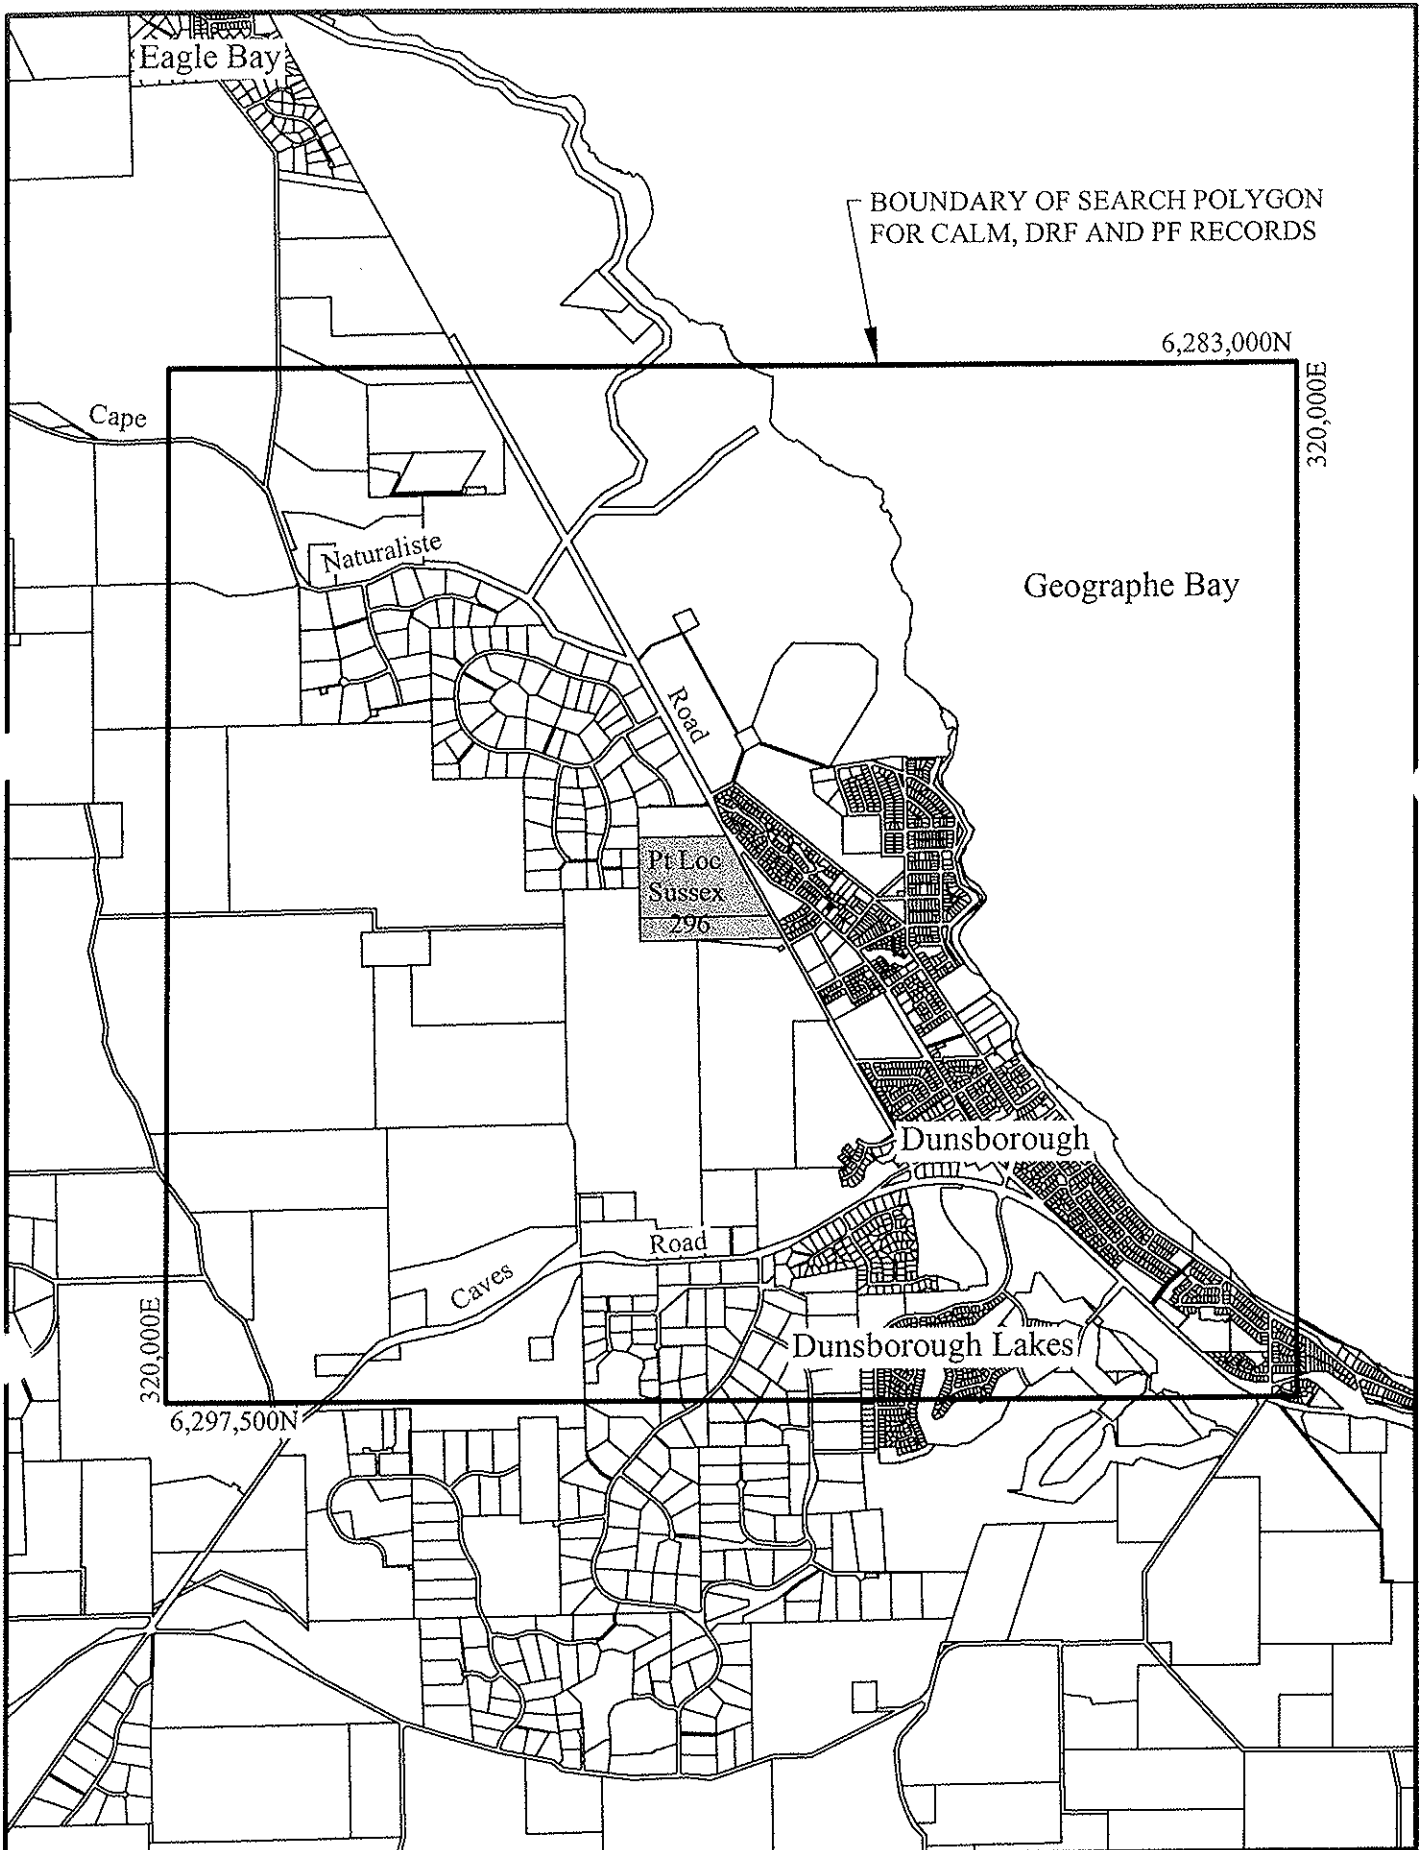 Eagle Bay
BOUNDARY OF SEARCH POLYGON
FOR CALM, DRF AND PF RECORDS
6,283,000N
320,000E
Cape
Naturaliste
Geographe Bay
Road
Pt Loc
Sussex
296
Dunsborough
Road
Caves
Dunsborough Lakes
320,000E
6,297,500N